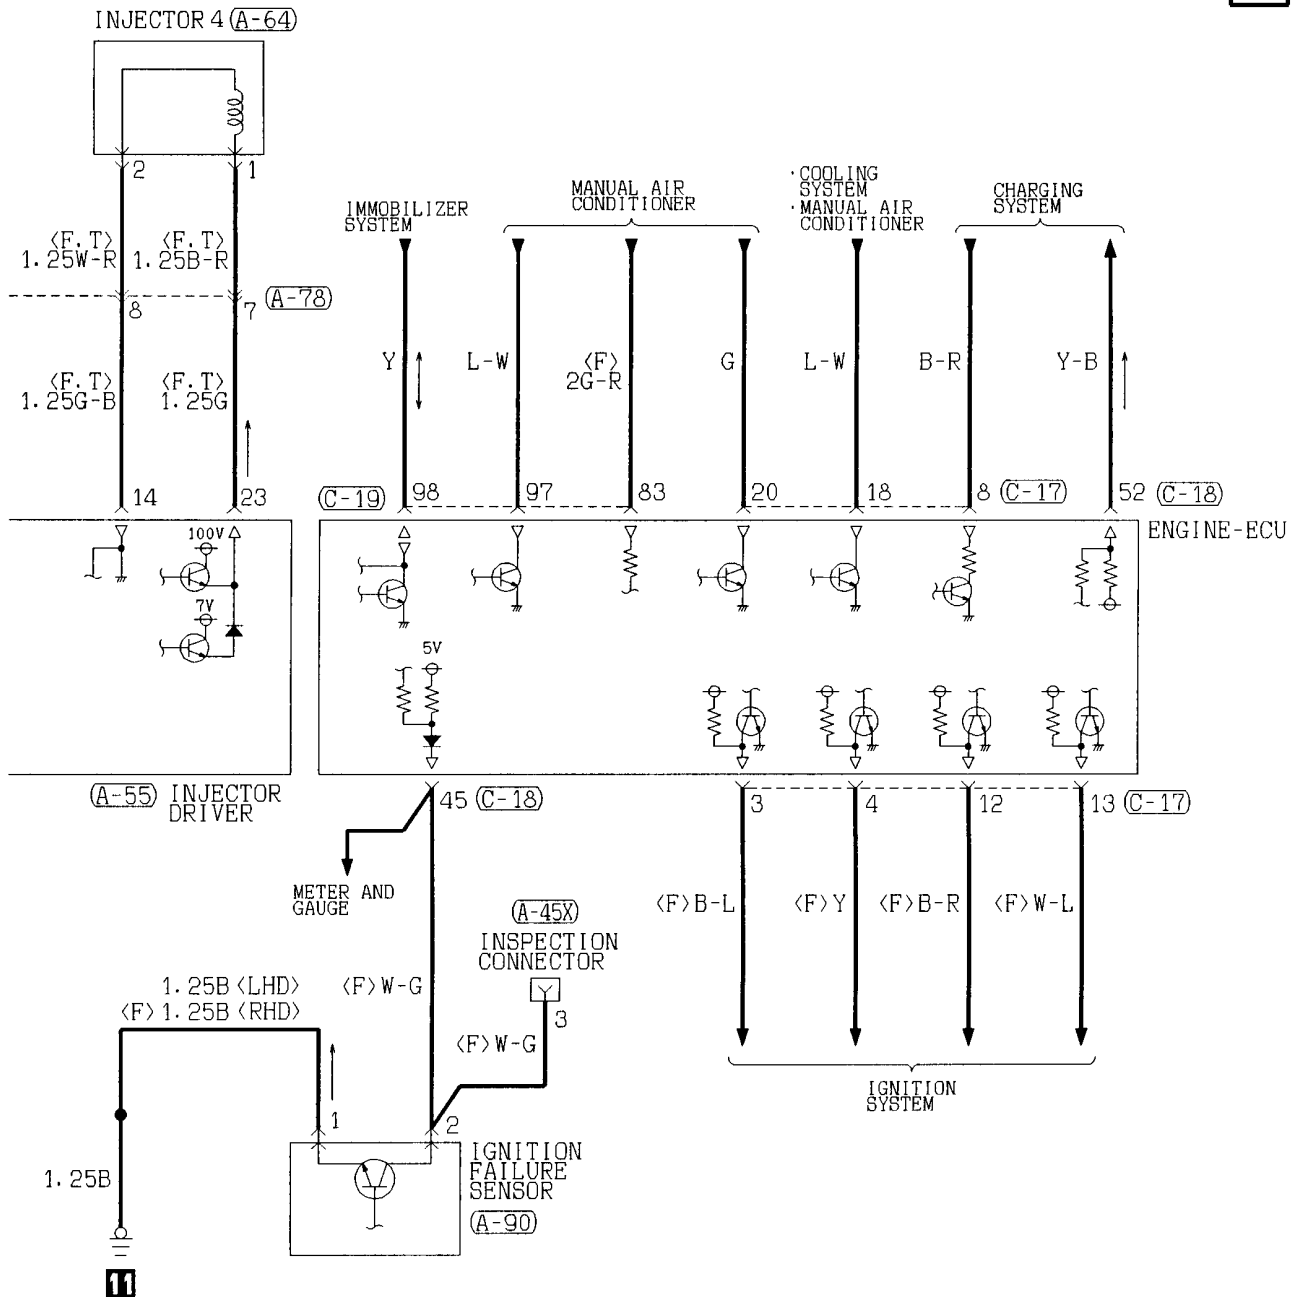 INJECTOR 4 (A-64)
2 1
<F.T> <F.T>
1.25W-R 1.25B-R
8 7 (A-78)
<F.T> <F.T>
1.25G-B 1.25G
14 23
IMMOBILIZER
SYSTEM
MANUAL AIR
CONDITIONER
・COOLING
SYSTEM
・MANUAL AIR
CONDITIONER
CHARGING
SYSTEM
Y L-W <F> G L-W B-R Y-B
2G-R
(C-19) 98 97 83 20 18 8 (C-17) 52 (C-18)
ENGINE-ECU
100V
7V
5V
(A-55) INJECTOR
DRIVER
45 (C-18)
3 4 12 13 (C-17)
METER AND
GAUGE
<F>B-L <F>Y <F>B-R <F>W-L
(A-45X)
INSPECTION
CONNECTOR
3
1.25B <LHD>
<F>1.25B <RHD>
<F>W-G
<F>W-G
IGNITION
SYSTEM
1 2
IGNITION
FAILURE
SENSOR
(A-90)
1.25B
11